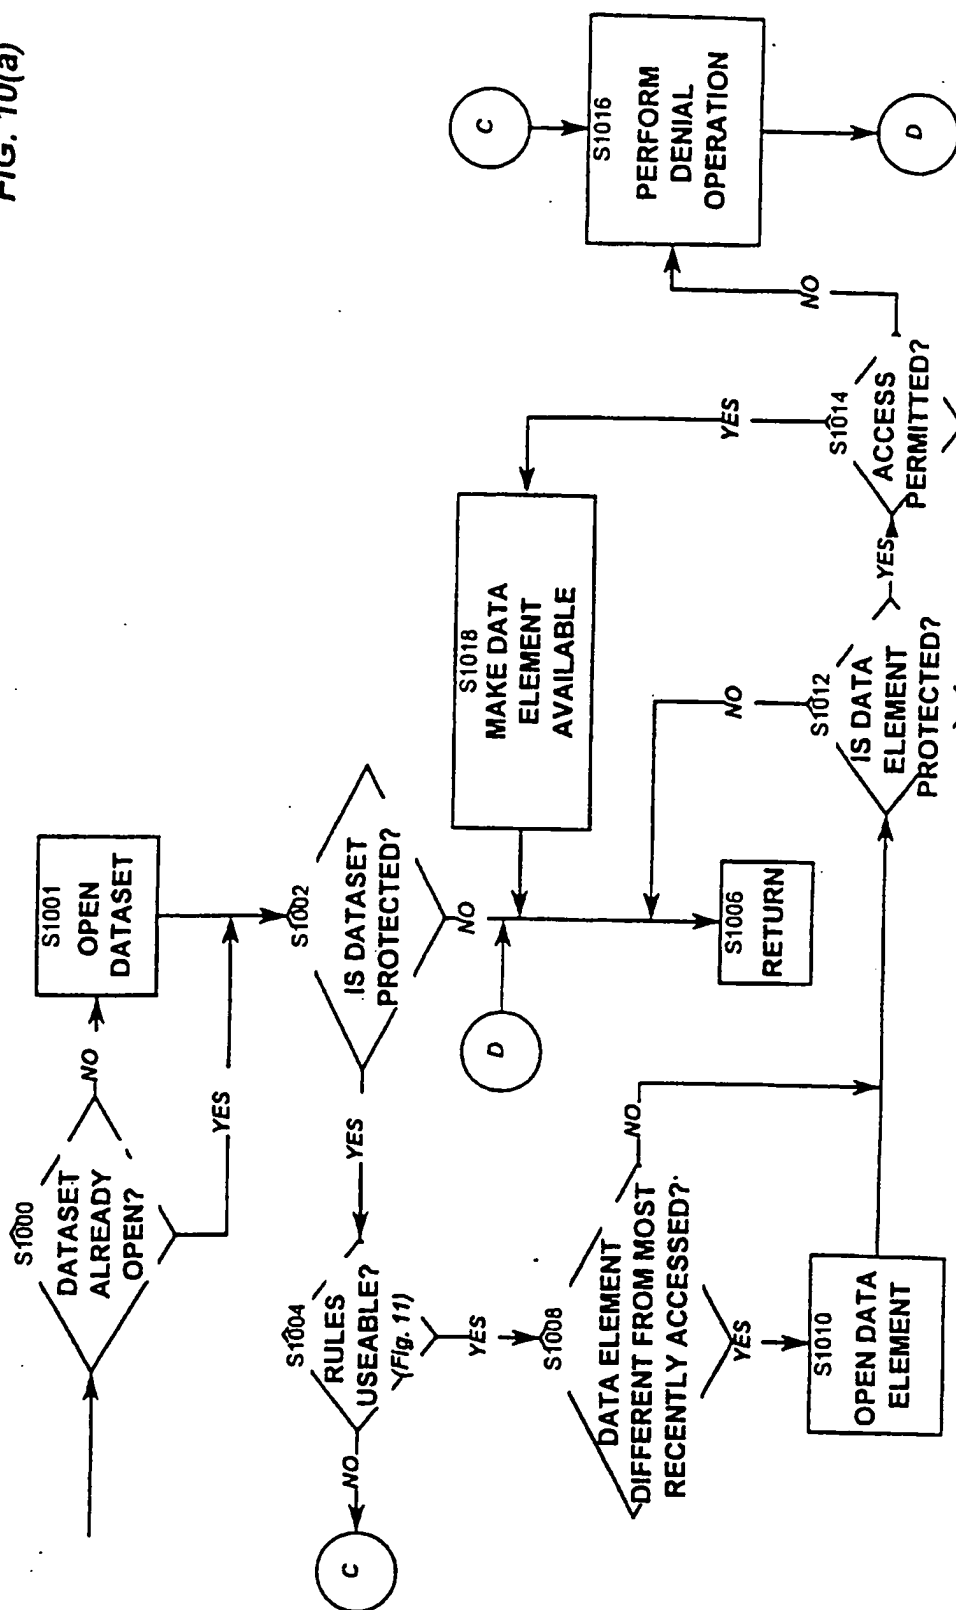 FIG. 10(a)
S1000
DATASET
ALREADY
OPEN?
NO
YES
S1001
OPEN
DATASET
S1002
IS DATASET
PROTECTED?
YES
NO
S1004
RULES
USEABLE?
(Fig. 11)
NO
C
YES
D
S1006
RETURN
S1008
DATA ELEMENT
DIFFERENT FROM MOST
RECENTLY ACCESSED?
NO
YES
S1010
OPEN DATA
ELEMENT
S1012
IS DATA
ELEMENT
PROTECTED?
NO
YES
S1014
ACCESS
PERMITTED?
YES
NO
S1018
MAKE DATA
ELEMENT
AVAILABLE
C
S1016
PERFORM
DENIAL
OPERATION
D